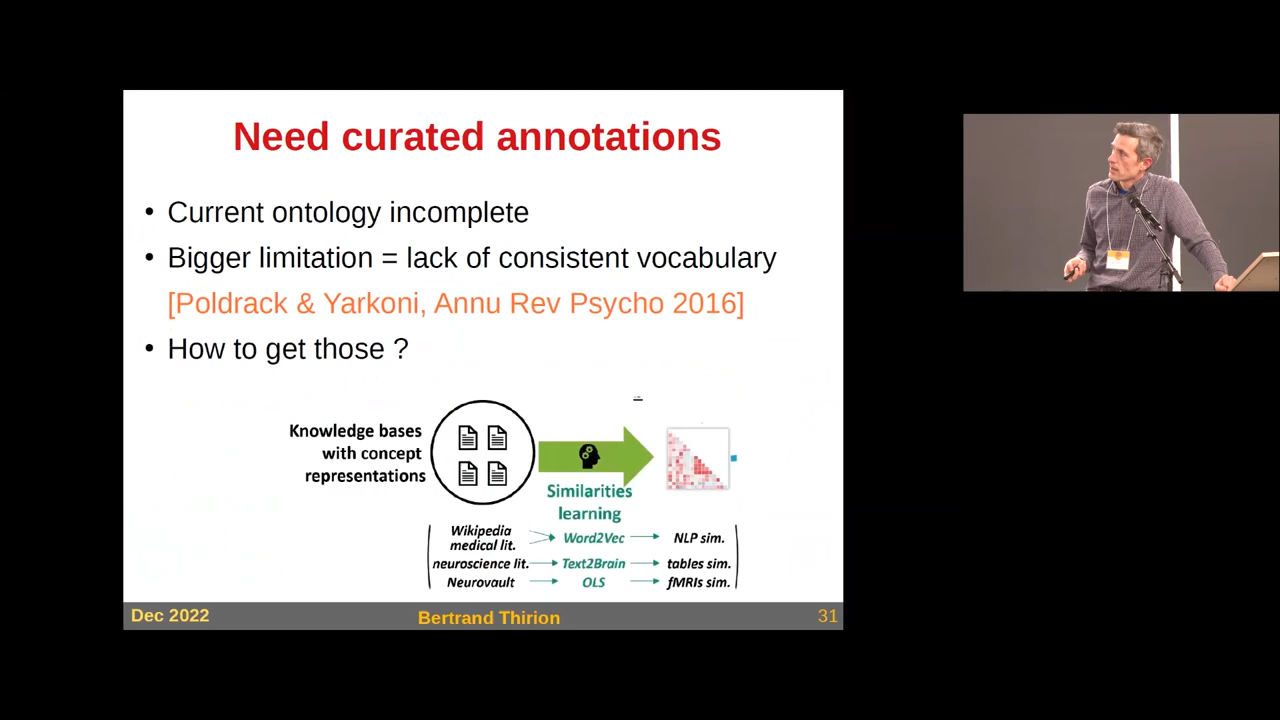 Need curated annotations
• Current ontology incomplete
• Bigger limitation = lack of consistent vocabulary
[Poldrack & Yarkoni, Annu Rev Psycho 2016]
• How to get those ?
Knowledge bases
with concept
representations
Similarities
learning
Wikipedia
medical lit.
Word2Vec
NLP sim.
neuroscience lit.
Text2Brain
tables sim.
Neurovault
OLS
fMRIs sim.
Dec 2022
Bertrand Thirion
31